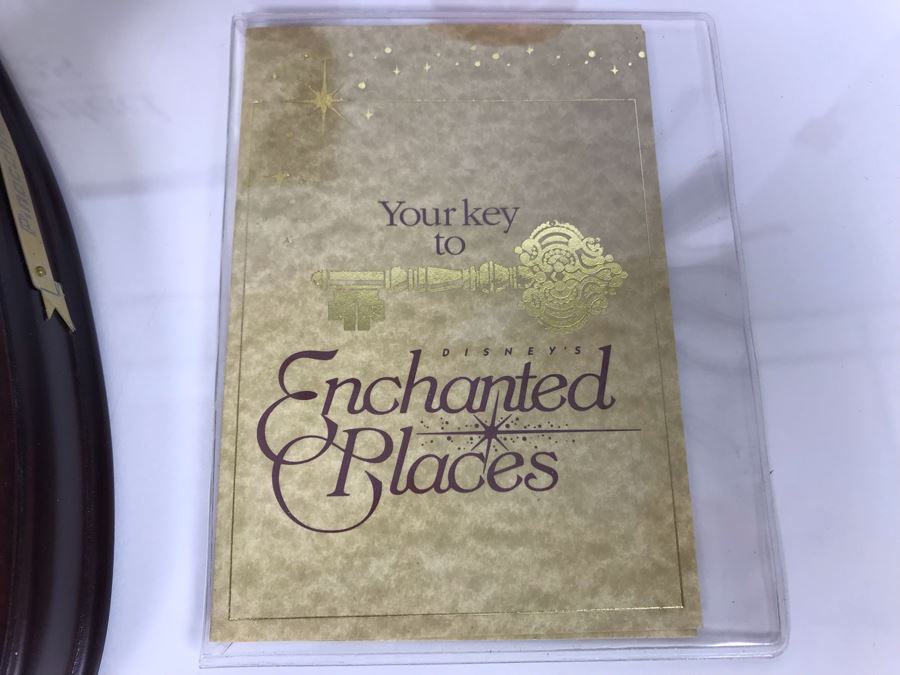 Your key
to
DISNEY'S
Enchanted
Places